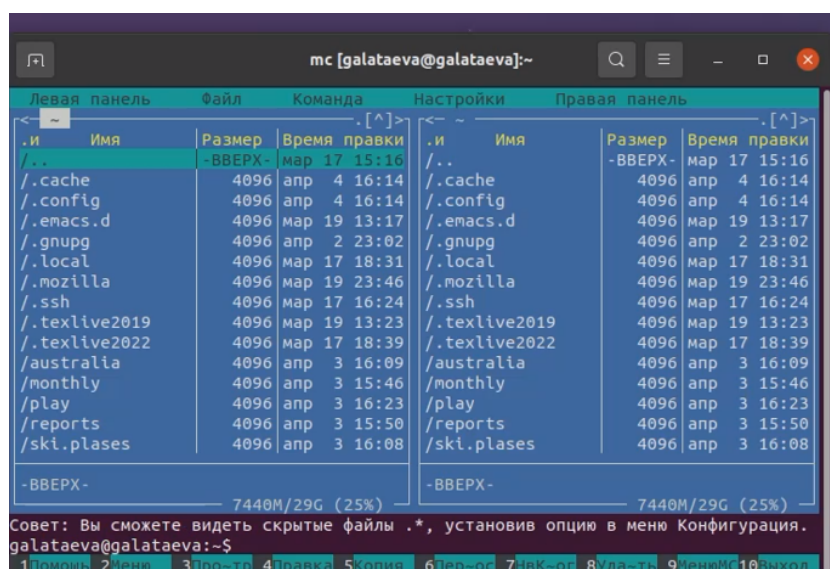 mc [galataeva@galataeva]:~
Левая панель Файл Команда Настройки Правая панель
<─ ~ ─.[^]> <─ ~ ─.[^]>
.и Имя Размер Время правки .и Имя Размер Время правки
/.. -ВВЕРХ- мар 17 15:16 /.. -ВВЕРХ- мар 17 15:16
/.cache 4096 апр 4 16:14 /.cache 4096 апр 4 16:14
/.config 4096 апр 4 16:14 /.config 4096 апр 4 16:14
/.emacs.d 4096 мар 19 13:17 /.emacs.d 4096 мар 19 13:17
/.gnupg 4096 апр 2 23:02 /.gnupg 4096 апр 2 23:02
/.local 4096 мар 17 18:31 /.local 4096 мар 17 18:31
/.mozilla 4096 мар 19 23:46 /.mozilla 4096 мар 19 23:46
/.ssh 4096 мар 17 16:24 /.ssh 4096 мар 17 16:24
/.texlive2019 4096 мар 19 13:23 /.texlive2019 4096 мар 19 13:23
/.texlive2022 4096 мар 17 18:39 /.texlive2022 4096 мар 17 18:39
/australia 4096 апр 3 16:09 /australia 4096 апр 3 16:09
/monthly 4096 апр 3 15:46 /monthly 4096 апр 3 15:46
/play 4096 апр 3 16:23 /play 4096 апр 3 16:23
/reports 4096 апр 3 15:50 /reports 4096 апр 3 15:50
/ski.plases 4096 апр 3 16:08 /ski.plases 4096 апр 3 16:08
-ВВЕРХ- -ВВЕРХ-
7440M/29G (25%) 7440M/29G (25%)
Совет: Вы сможете видеть скрытые файлы .*, установив опцию в меню Конфигурация.
galataeva@galataeva:~$
1Помощь 2Меню 3Про~тр 4Правка 5Копия 6Пер~ос 7НвК~ог 8Уда~ть 9МенюMC 10Выход